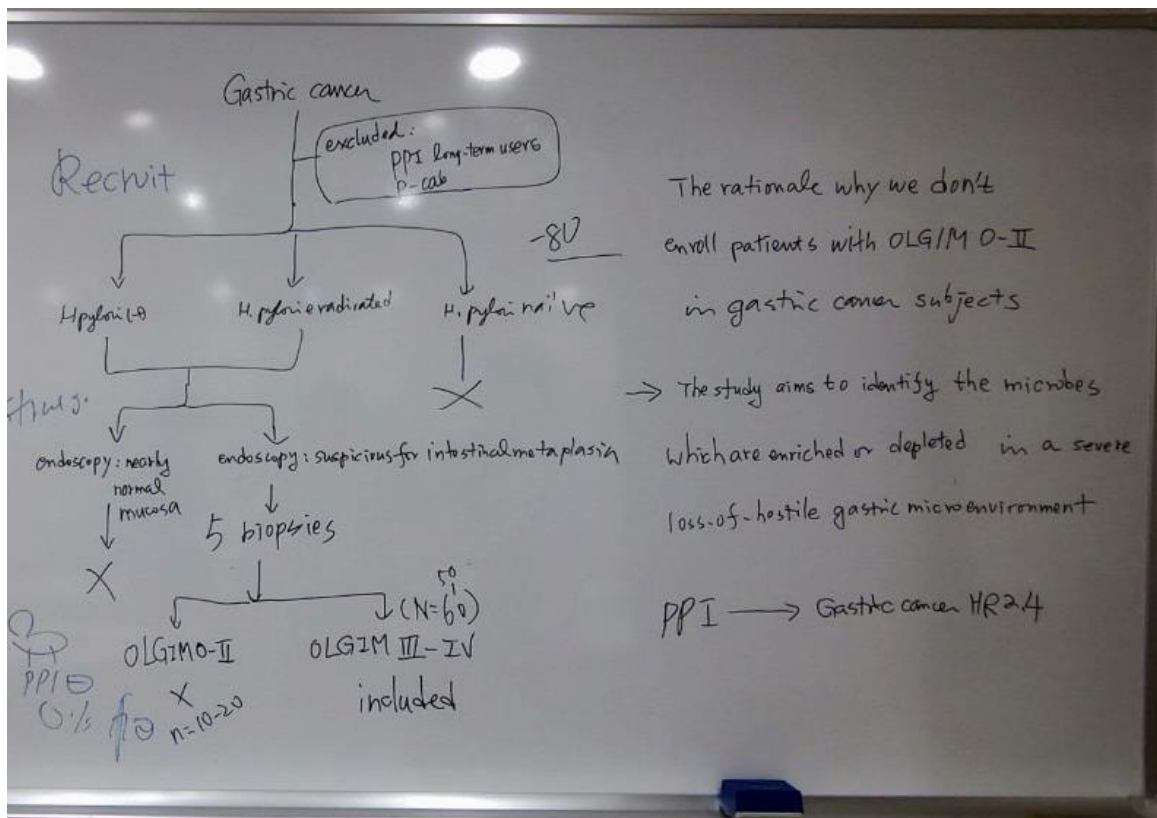 Gastric cancer
excluded:
PPI long-term users
P-cab
Recruit
-80
H. pylori eradicated
H. pylori naïve
X
endoscopy: nearly
normal
mucosa
X
endoscopy: suspicious for intestinal metaplasia
5 biopsies
OLGIM 0-II
X
n=10-20
50
(N=60)
OLGIM III-IV
included
PPI ⊖
The rationale why we don't
enroll patients with OLGIM 0-II
in gastric cancer subjects
→ The study aims to identify the microbes
which are enriched or depleted in a severe
loss-of-hostile gastric microenvironment
PPI → Gastric cancer HR 2.4